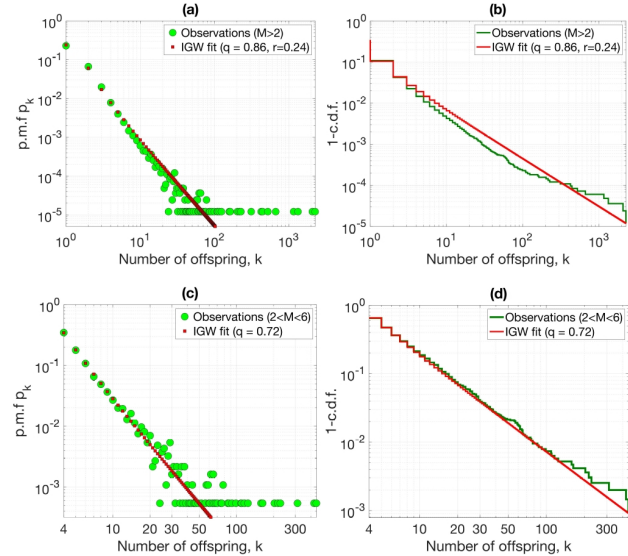 (a)
Observations (M>2)
IGW fit (q = 0.86, r=0.24)
p.m.f p_k
10^0
10^-1
10^-2
10^-3
10^-4
10^-5
10^0 10^1 10^2 10^3
Number of offspring, k
(b)
Observations (M>2)
IGW fit (q = 0.86, r=0.24)
1-c.d.f.
10^0
10^-1
10^-2
10^-3
10^-4
10^-5
10^0 10^1 10^2 10^3
Number of offspring, k
(c)
Observations (2<M<6)
IGW fit (q = 0.72)
p.m.f p_k
10^0
10^-1
10^-2
10^-3
4 10 20 30 50 100 300
Number of offspring, k
(d)
Observations (2<M<6)
IGW fit (q = 0.72)
1-c.d.f.
10^0
10^-1
10^-2
10^-3
4 10 20 30 50 100 300
Number of offspring, k